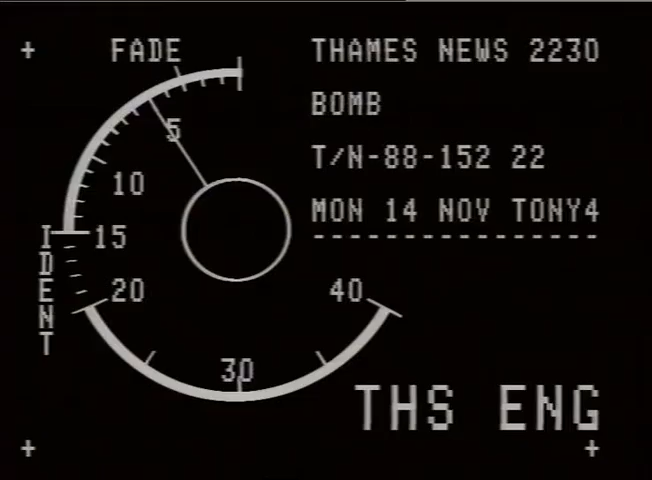 FADE
THAMES NEWS 2230
BOMB
5
T/N-88-152 22
10
MON 14 NOV TONY4
----------------
15
IDENT
20
40
30
THS ENG